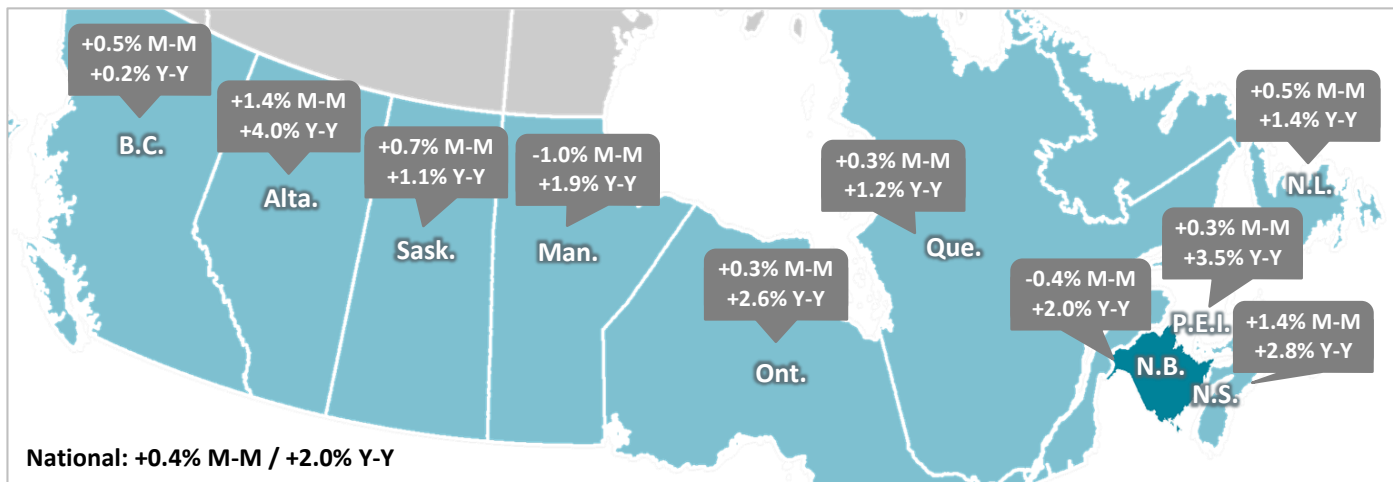 +0.5% M-M
+0.2% Y-Y
B.C.
+1.4% M-M
+4.0% Y-Y
Alta.
+0.7% M-M
+1.1% Y-Y
Sask.
-1.0% M-M
+1.9% Y-Y
Man.
+0.3% M-M
+2.6% Y-Y
Ont.
+0.3% M-M
+1.2% Y-Y
Que.
+0.5% M-M
+1.4% Y-Y
N.L.
+0.3% M-M
+3.5% Y-Y
P.E.I.
-0.4% M-M
+2.0% Y-Y
N.B.
+1.4% M-M
+2.8% Y-Y
N.S.
National: +0.4% M-M / +2.0% Y-Y